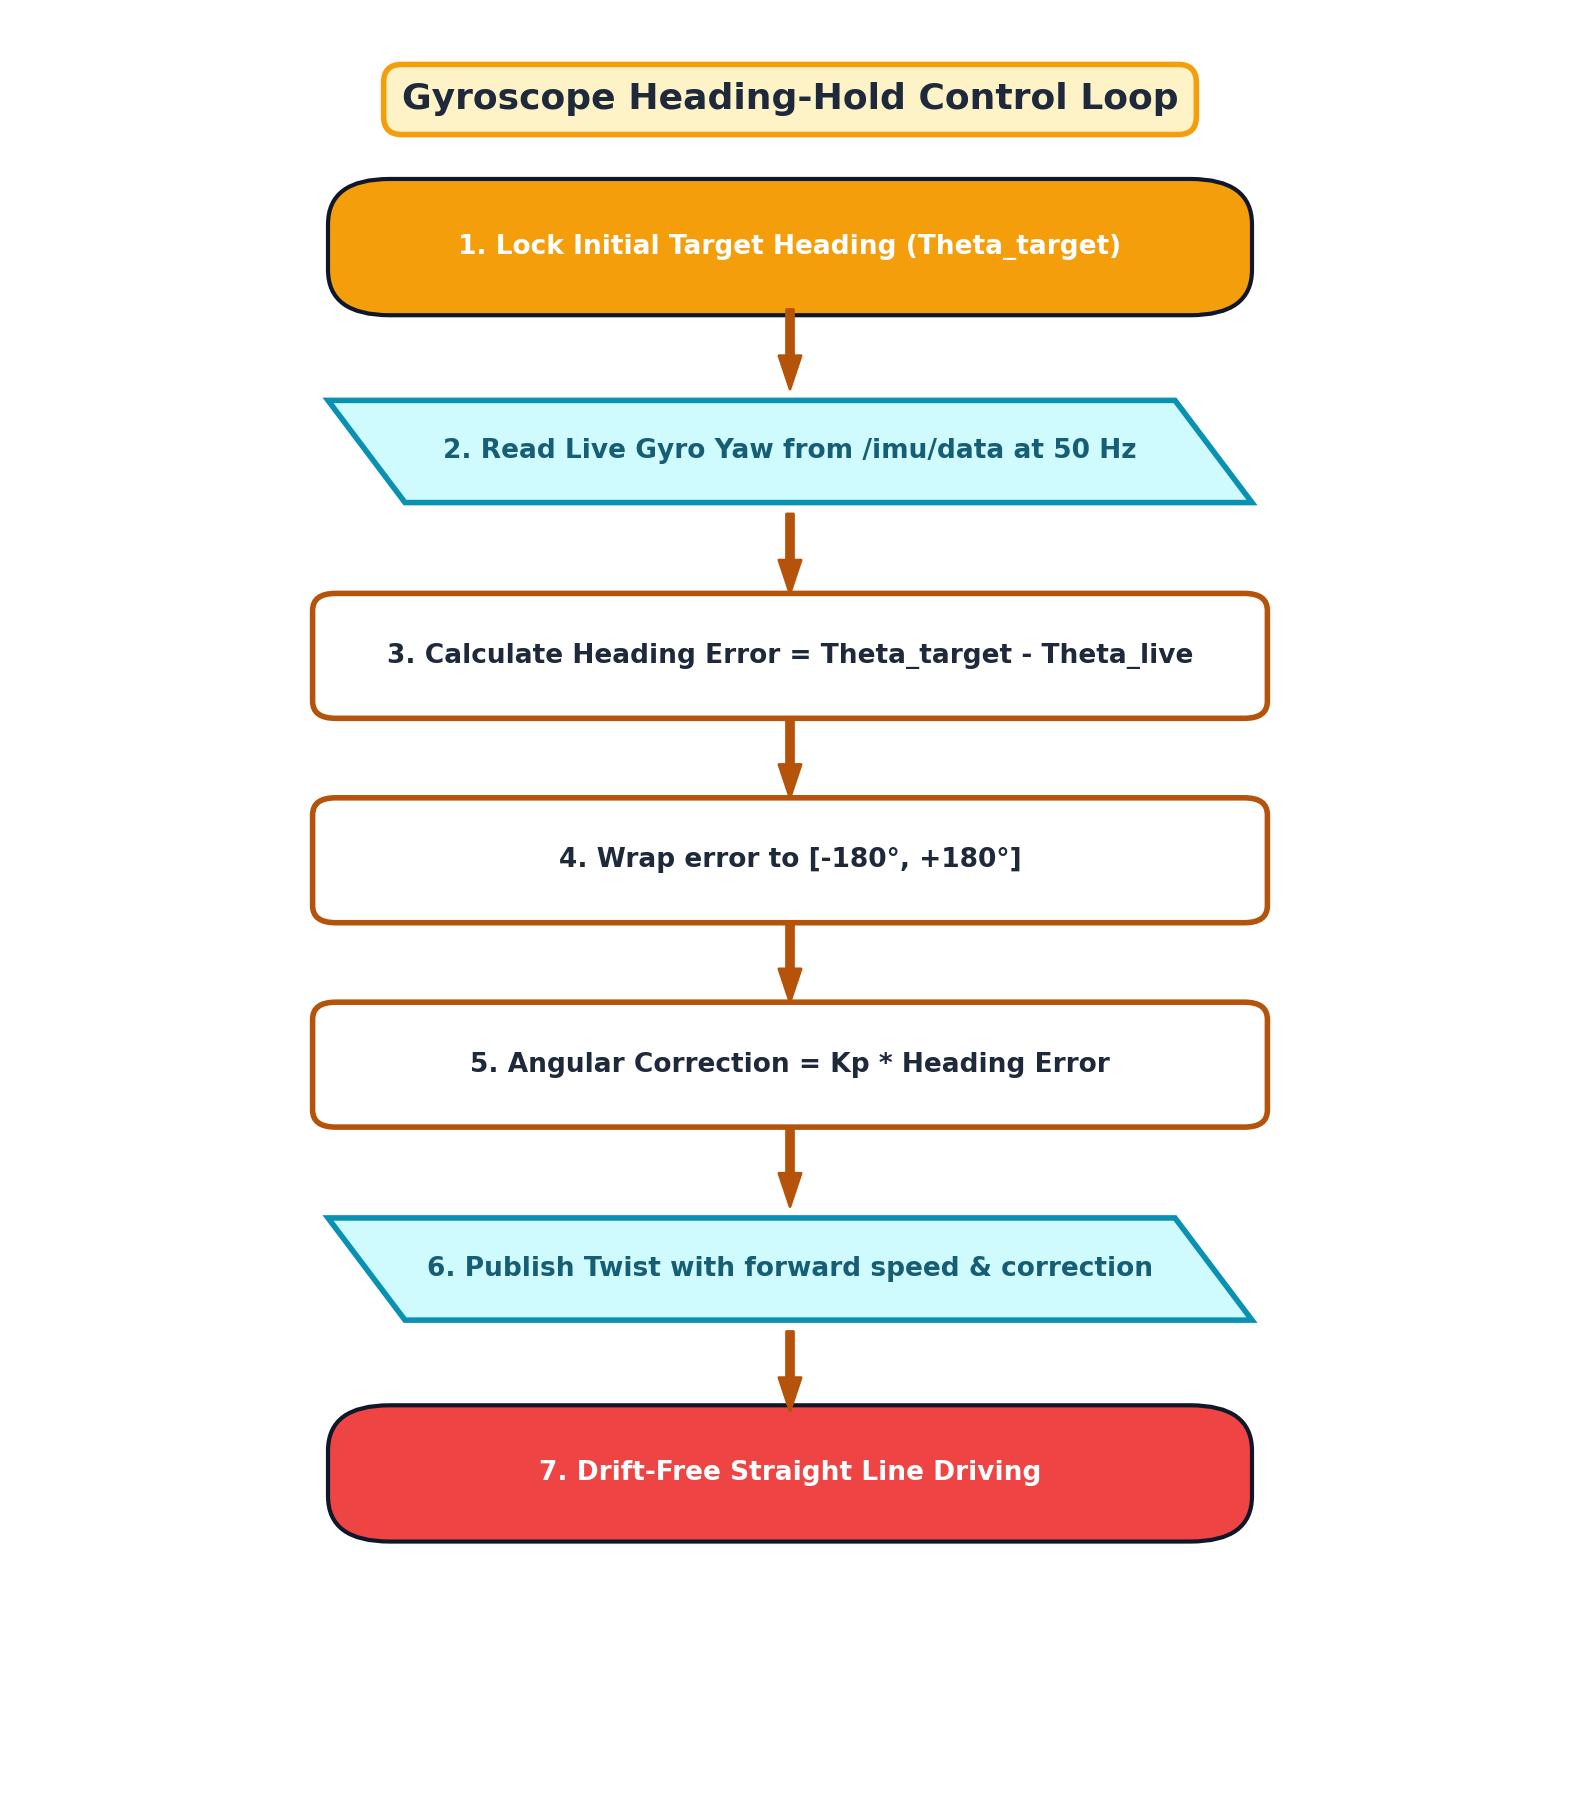 Gyroscope Heading-Hold Control Loop
1. Lock Initial Target Heading (Theta_target)
2. Read Live Gyro Yaw from /imu/data at 50 Hz
3. Calculate Heading Error = Theta_target - Theta_live
4. Wrap error to [-180°, +180°]
5. Angular Correction = Kp * Heading Error
6. Publish Twist with forward speed & correction
7. Drift-Free Straight Line Driving